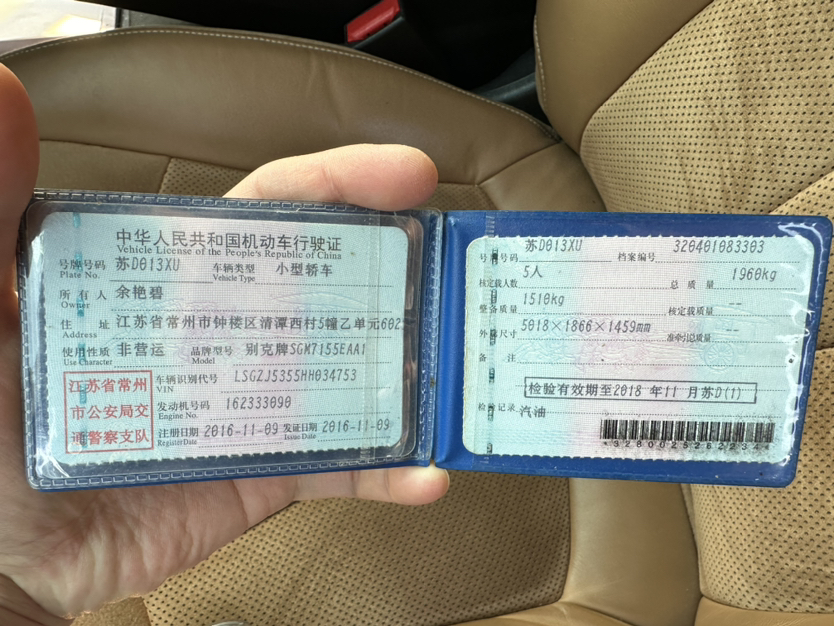 中华人民共和国机动车行驶证
Vehicle License of the People's Republic of China
号牌号码 苏D013XU 车辆类型 小型轿车
Plate No. Vehicle Type
所有人 余艳碧
Owner
住址 江苏省常州市钟楼区清潭西村5幢乙单元602
Address
使用性质 非营运 品牌型号 别克牌SGM7155EAA1
Use Character Model
江苏省常州
市公安局交
通警察支队
车辆识别代号 LSGZJ5355HH034753
VIN
发动机号码 162333090
Engine No.
注册日期 2016-11-09 发证日期 2016-11-09
Register Date Issue Date
号牌号码 苏D013XU 档案编号 320401083303
核定载人数 5人 总质量 1960kg
整备质量 1510kg 核定载质量 --
外廓尺寸 5018×1866×1459mm 准牵引总质量 --
备注
检验有效期至2018年11月苏D(1)
检验记录 汽油
*3280025262234*